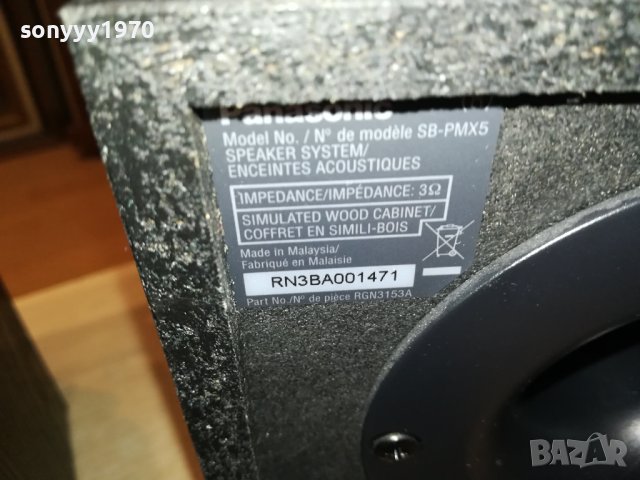 sonyyy1970
Panasonic
Model No. / Nº de modèle SB-PMX5
SPEAKER SYSTEM/
ENCEINTES ACOUSTIQUES
IMPEDANCE/IMPÉDANCE: 3Ω
SIMULATED WOOD CABINET/
COFFRET EN SIMILI-BOIS
Made in Malaysia/
Fabriqué en Malaisie
RN3BA001471
Part No./Nº de pièce RGN3153A
BAZAR